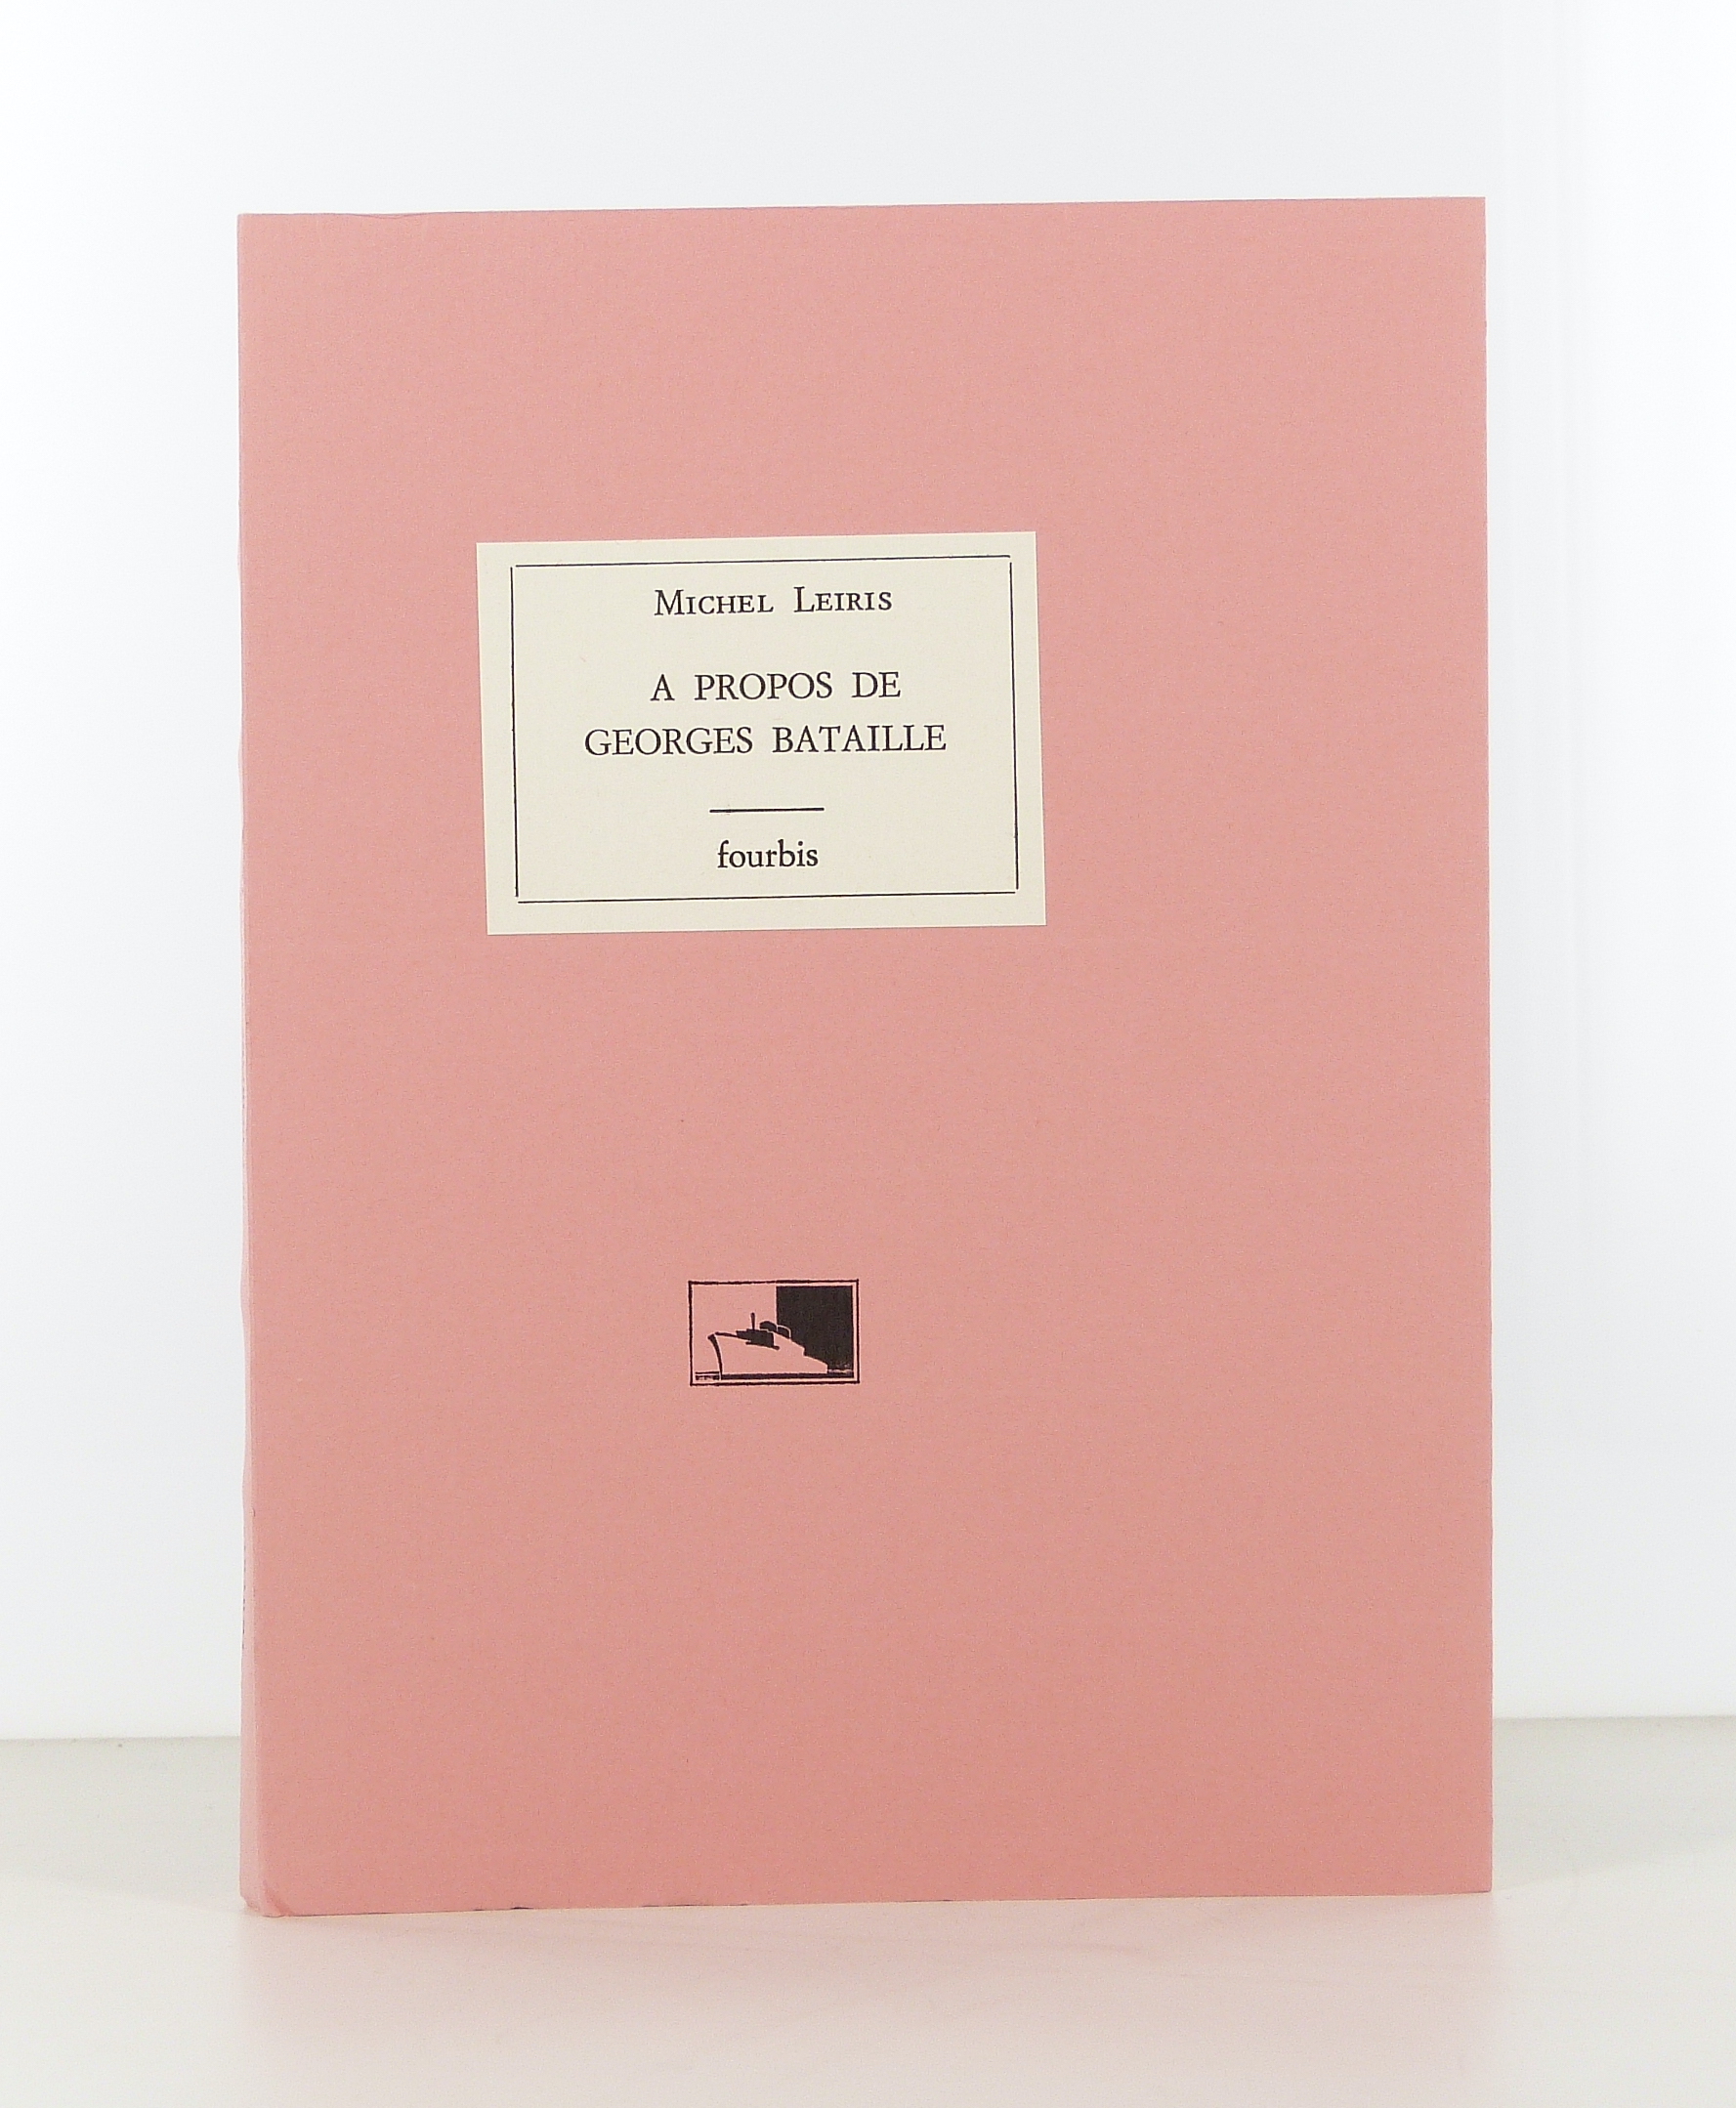 MICHEL LEIRIS
A PROPOS DE
GEORGES BATAILLE
fourbis